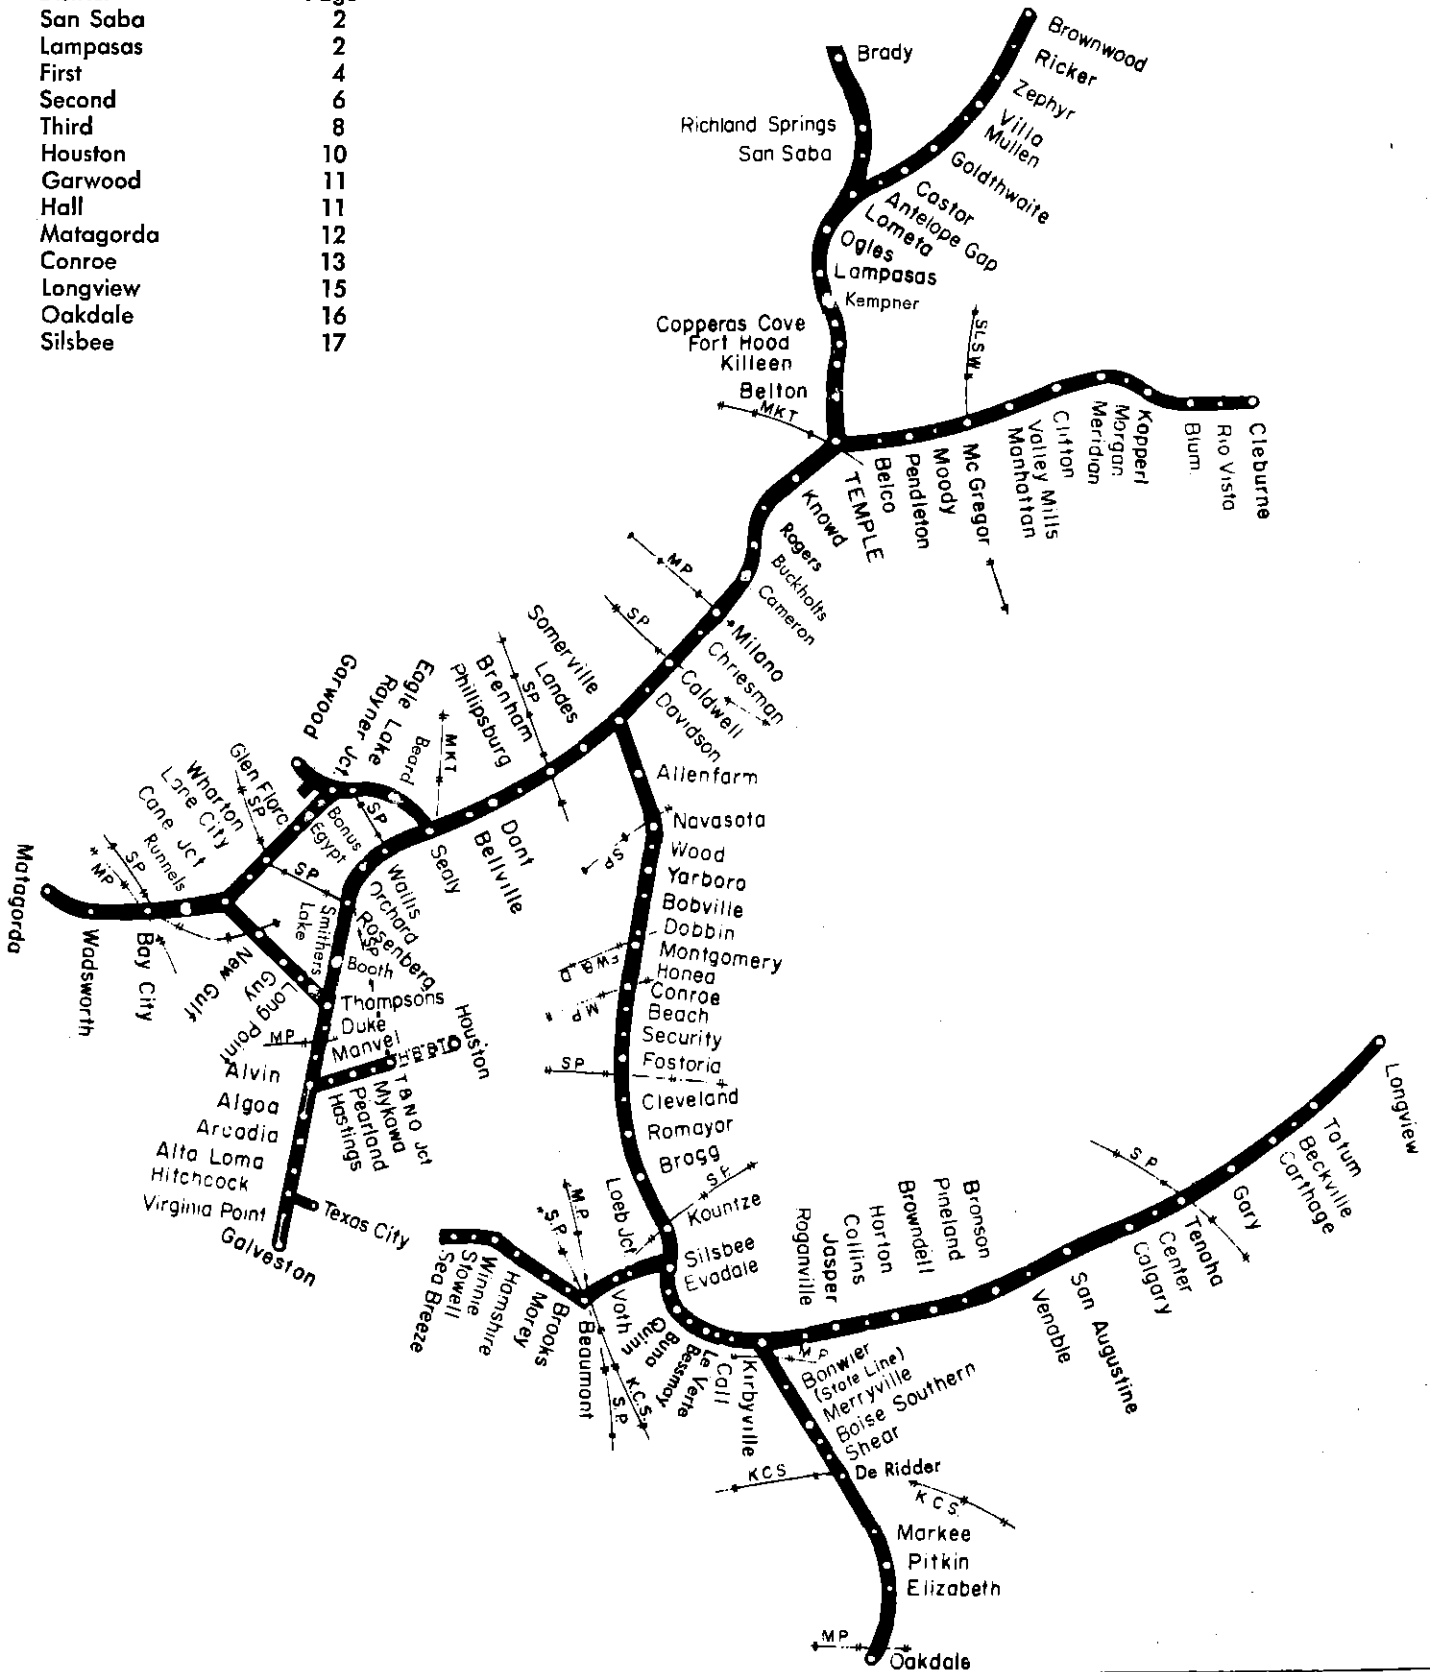 San Saba 2
Lampasas 2
First 4
Second 6
Third 8
Houston 10
Garwood 11
Hall 11
Matagorda 12
Conroe 13
Longview 15
Oakdale 16
Silsbee 17
Brady
Richland Springs
San Saba
Brownwood
Ricker
Zephyr
Villa
Mullen
Goldthwaite
Castor
Antelope Gap
Lometa
Ogles
Lampasas
Kempner
Copperas Cove
Fort Hood
Killeen
Belton
MKT
SLSW
TEMPLE
Belco
Pendleton
Moody
Mc Gregor
Manhattan
Valley Mills
Clifton
Meridian
Morgan
Kopperl
Blum.
Rio Vista
Cleburne
Knowd
Rogers
Buckholts
Cameron
MP
Milano
SP
Chriesman
Caldwell
Davidson
Somerville
Landes
SP
Brenham
Phillipsburg
Dant
Bellville
Sealy
MKT
Beard
Eagle Lake
Rayner Jct.
Garwood
SP
Bonus
Egypt
Glen Flora
SP
Wharton
Lane City
Cane Jct
Runnels
SP
MP
Matagorda
Wadsworth
Bay City
New Gulf
Guy
Long Point
SP
Wallis
Orchard
Rosenberg
SP
Smithers Lake
Booth
Thompsons
Duke
Manvel
MP
Alvin
Algoa
Arcadia
Alta Loma
Hitchcock
Virginia Point
Galveston
Texas City
Hastings
Pearland
Mykawa
T & N O Jct
H B & T
Houston
Allenfarm
Navasota
SP
Wood
Yarboro
Bobville
Dobbin
Montgomery
FW&D
Honea
Conroe
MP
Beach
Security
Fostoria
SP
Cleveland
Romayor
Bragg
S.P.
Kountze
Loeb Jct.
Silsbee
Evadale
M.P.
S.P.
Voth
Beaumont
Brooks
Morey
Hamshire
Winnie
Stowell
Sea Breeze
K.C.S.
S.P.
Quinn
Buna
Bessmay
Le Verte
Call
Kirbyville
Roganville
Jasper
Collins
Horton
Browndell
Pineland
Bronson
Venable
San Augustine
Calgary
Center
Tenaha
SP
Gary
Carthage
Beckville
Tatum
Longview
M.P.
Bonwier
(State Line)
Merryville
Boise Southern
Shear
De Ridder
KCS
K C S.
Markee
Pitkin
Elizabeth
MP
Oakdale